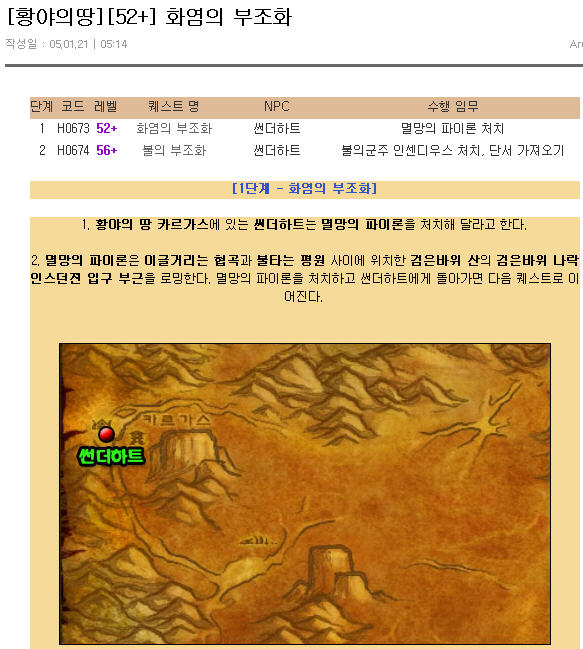 [황야의땅][52+] 화염의 부조화
작성일 : 05,01,21 | 05:14
Are
단계 코드 레벨 퀘스트 명 NPC 수행 임무
1 H0673 52+ 화염의 부조화 썬더하트 멸망의 파이론 처치
2 H0674 56+ 불의 부조화 썬더하트 불의군주 인센디우스 처치, 단서 가져오기
[1단계 - 화염의 부조화]
1. 황야의 땅 카르가스에 있는 썬더하트는 멸망의 파이론을 처치해 달라고 한다.
2. 멸망의 파이론은 이글거리는 협곡과 불타는 평원 사이에 위치한 검은바위 산의 검은바위 나락
인스던젼 입구 부근을 로밍한다. 멸망의 파이론을 처치하고 썬더하트에게 돌아가면 다음 퀘스트로 이
어진다.
카르가스
썬더하트